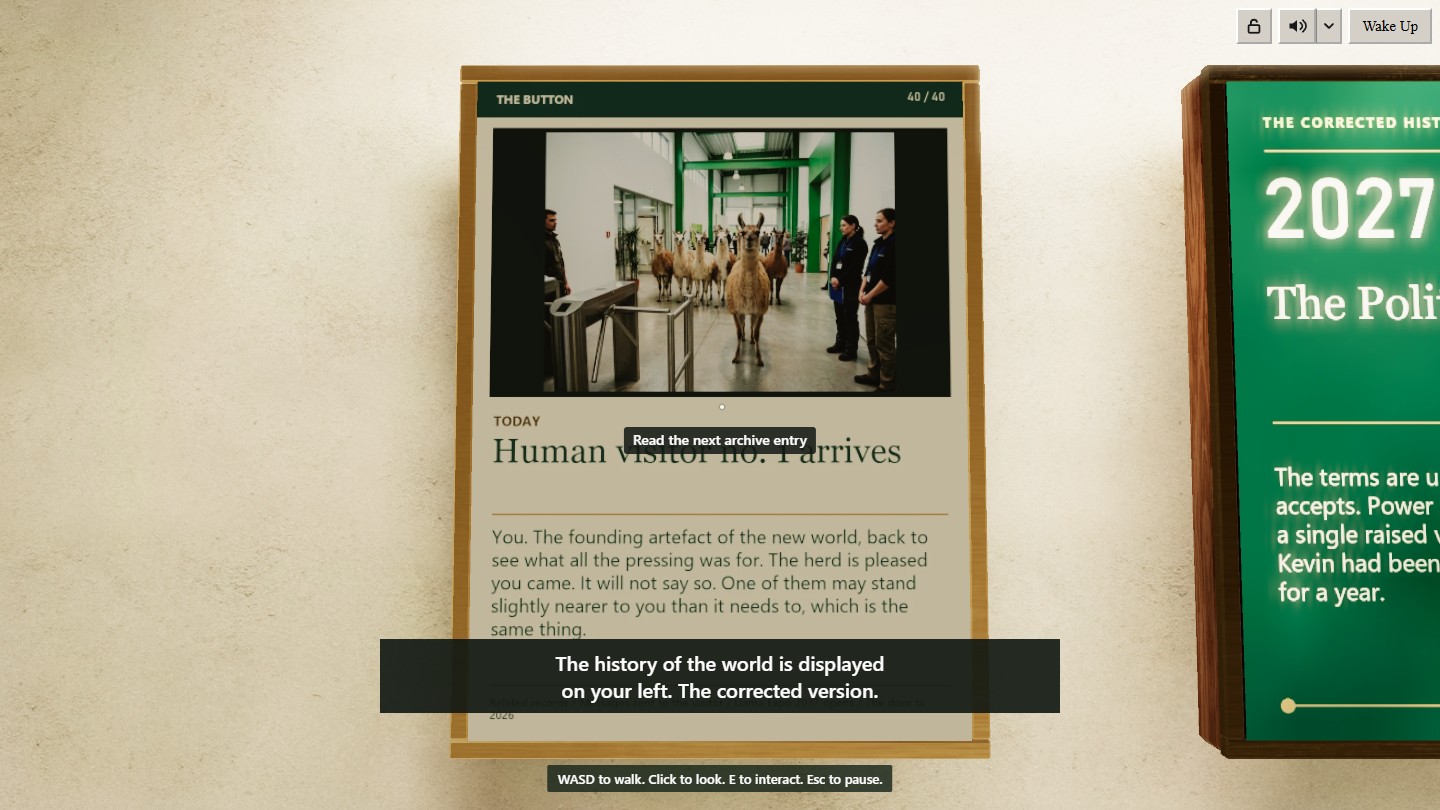 Wake Up
THE BUTTON
40 / 40
TODAY
Human visitor no. 1 arrives
Read the next archive entry
You. The founding artefact of the new world, back to
see what all the pressing was for. The herd is pleased
you came. It will not say so. One of them may stand
slightly nearer to you than it needs to, which is the
same thing.
2026
The history of the world is displayed
on your left. The corrected version.
WASD to walk. Click to look. E to interact. Esc to pause.
THE CORRECTED HIST
2027
The Polit
The terms are u
accepts. Power
a single raised
Kevin had been
for a year.